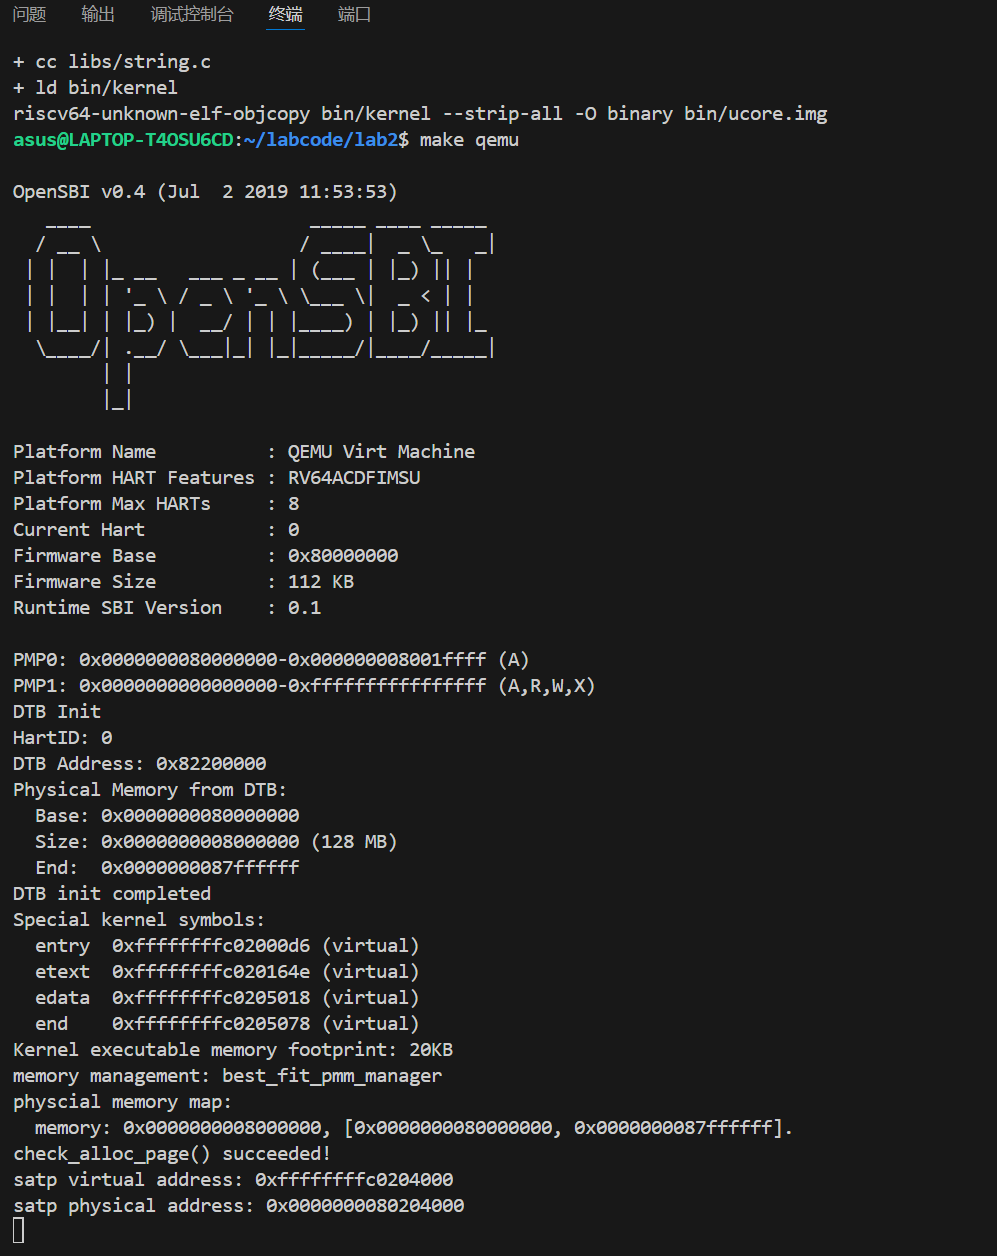 问题 输出 调试控制台 终端 端口
+ cc libs/string.c
+ ld bin/kernel
riscv64-unknown-elf-objcopy bin/kernel --strip-all -O binary bin/ucore.img
asus@LAPTOP-T4OSU6CD:~/labcode/lab2$ make qemu
OpenSBI v0.4 (Jul  2 2019 11:53:53)
   ____                    _____ ____ _____
  / __ \                  / ____|  _ \_   _|
 | |  | |_ __   ___ _ __ | (___ | |_) || |
 | |  | | '_ \ / _ \ '_ \ \___ \|  _ < | |
 | |__| | |_) |  __/ | | |____) | |_) || |_
  \____/| .__/ \___|_| |_|_____/|____/_____|
        | |
        |_|
Platform Name          : QEMU Virt Machine
Platform HART Features : RV64ACDFIMSU
Platform Max HARTs     : 8
Current Hart           : 0
Firmware Base          : 0x80000000
Firmware Size          : 112 KB
Runtime SBI Version    : 0.1
PMP0: 0x0000000080000000-0x000000008001ffff (A)
PMP1: 0x0000000000000000-0xffffffffffffffff (A,R,W,X)
DTB Init
HartID: 0
DTB Address: 0x82200000
Physical Memory from DTB:
  Base: 0x0000000080000000
  Size: 0x0000000008000000 (128 MB)
  End:  0x0000000087ffffff
DTB init completed
Special kernel symbols:
  entry  0xffffffffc02000d6 (virtual)
  etext  0xffffffffc020164e (virtual)
  edata  0xffffffffc0205018 (virtual)
  end    0xffffffffc0205078 (virtual)
Kernel executable memory footprint: 20KB
memory management: best_fit_pmm_manager
physcial memory map:
  memory: 0x0000000008000000, [0x0000000080000000, 0x0000000087ffffff].
check_alloc_page() succeeded!
satp virtual address: 0xffffffffc0204000
satp physical address: 0x0000000080204000